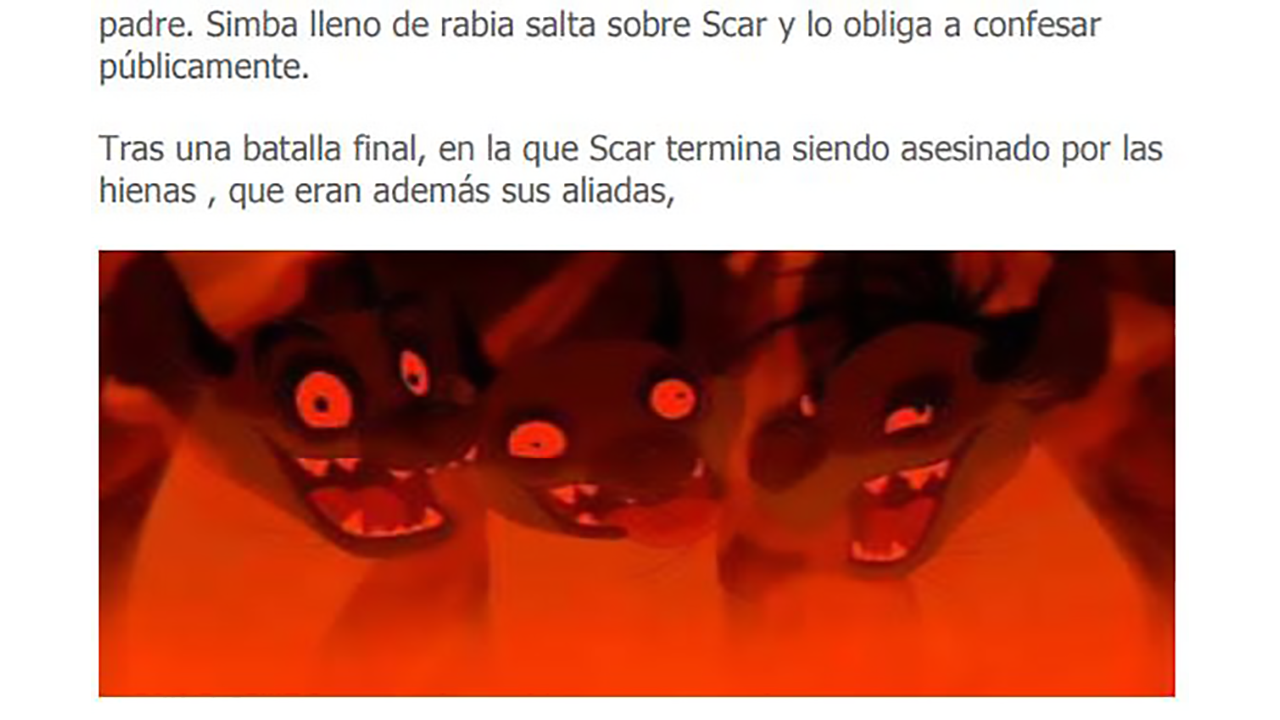 padre. Simba lleno de rabia salta sobre Scar y lo obliga a confesar
públicamente.
Tras una batalla final, en la que Scar termina siendo asesinado por las
hienas , que eran además sus aliadas,